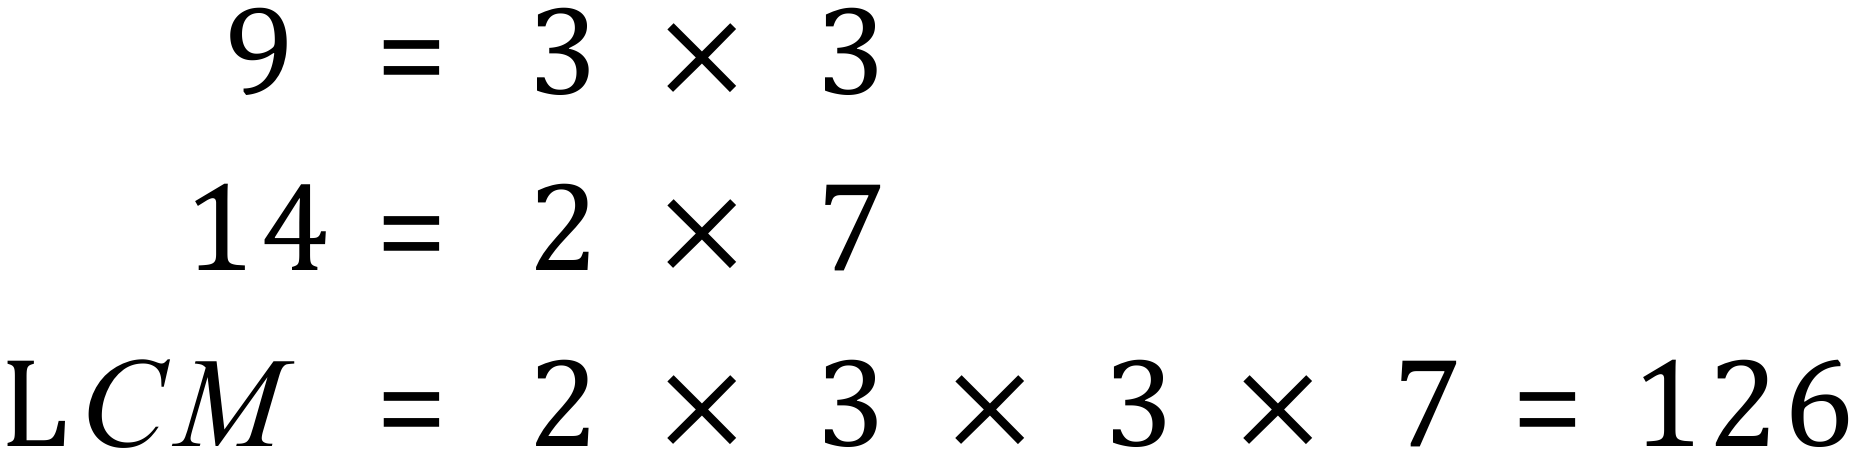 9 = 3 × 3
14 = 2 × 7
LCM = 2 × 3 × 3 × 7 = 126